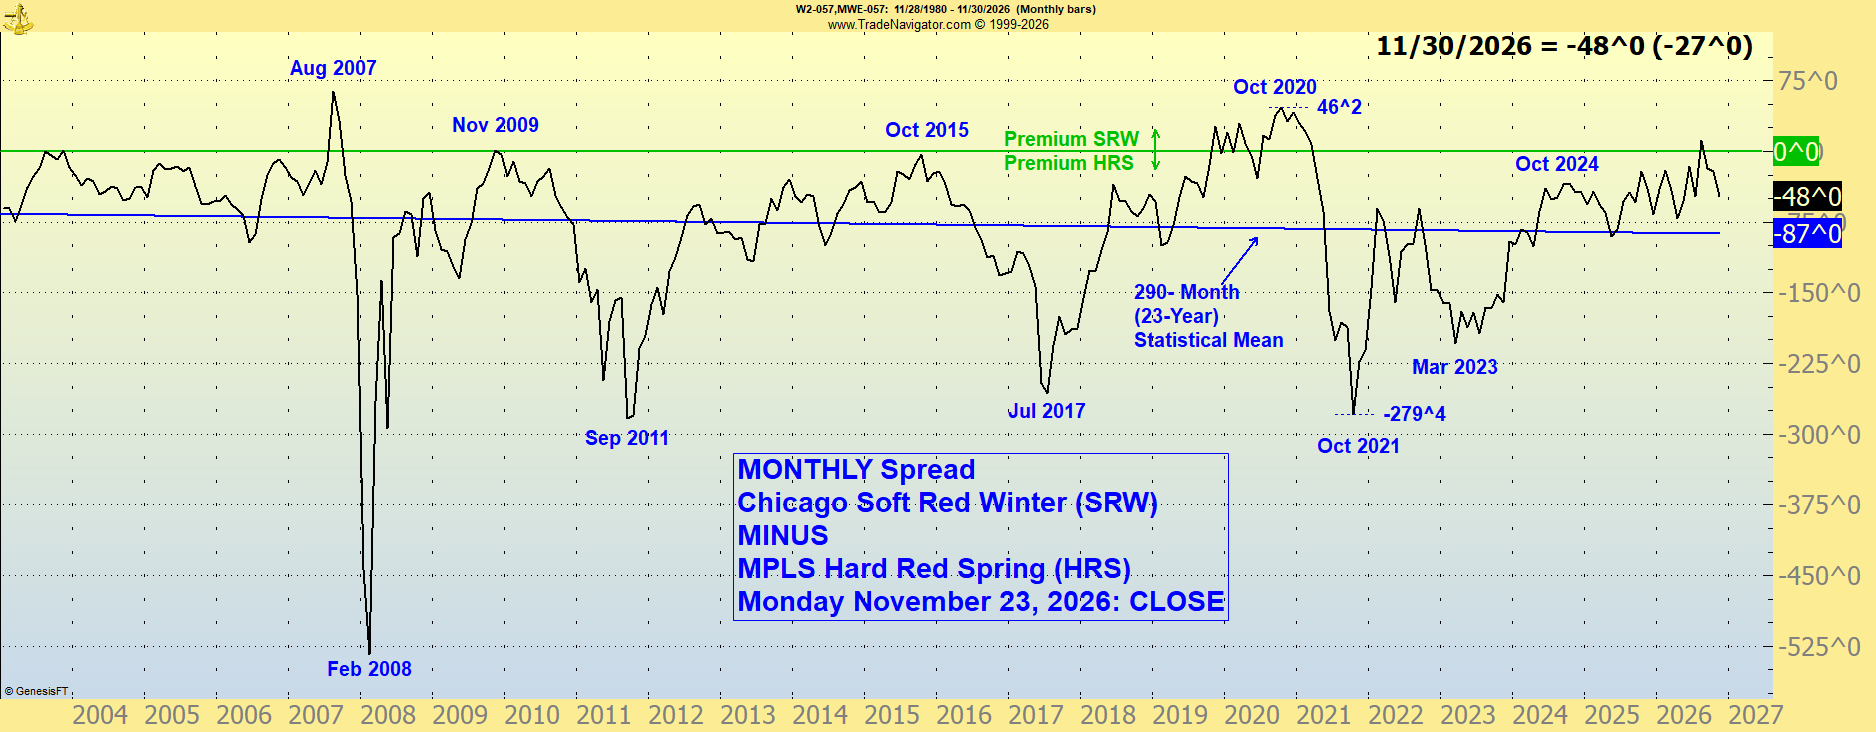 W2-057,MWE-057: 11/28/1980 - 11/30/2026 (Monthly bars)
www.TradeNavigator.com © 1999-2026
11/30/2026 = -48^0 (-27^0)
Aug 2007
Nov 2009
Oct 2015
Oct 2020
46^2
Premium SRW
Premium HRS
Oct 2024
290- Month
(23-Year)
Statistical Mean
Mar 2023
Jul 2017
-279^4
Sep 2011
Oct 2021
MONTHLY Spread
Chicago Soft Red Winter (SRW)
MINUS
MPLS Hard Red Spring (HRS)
Monday November 23, 2026: CLOSE
Feb 2008
© GenesisFT
75^0
0^0
-48^0
-75^0
-87^0
-150^0
-225^0
-300^0
-375^0
-450^0
-525^0
2004 2005 2006 2007 2008 2009 2010 2011 2012 2013 2014 2015 2016 2017 2018 2019 2020 2021 2022 2023 2024 2025 2026 2027